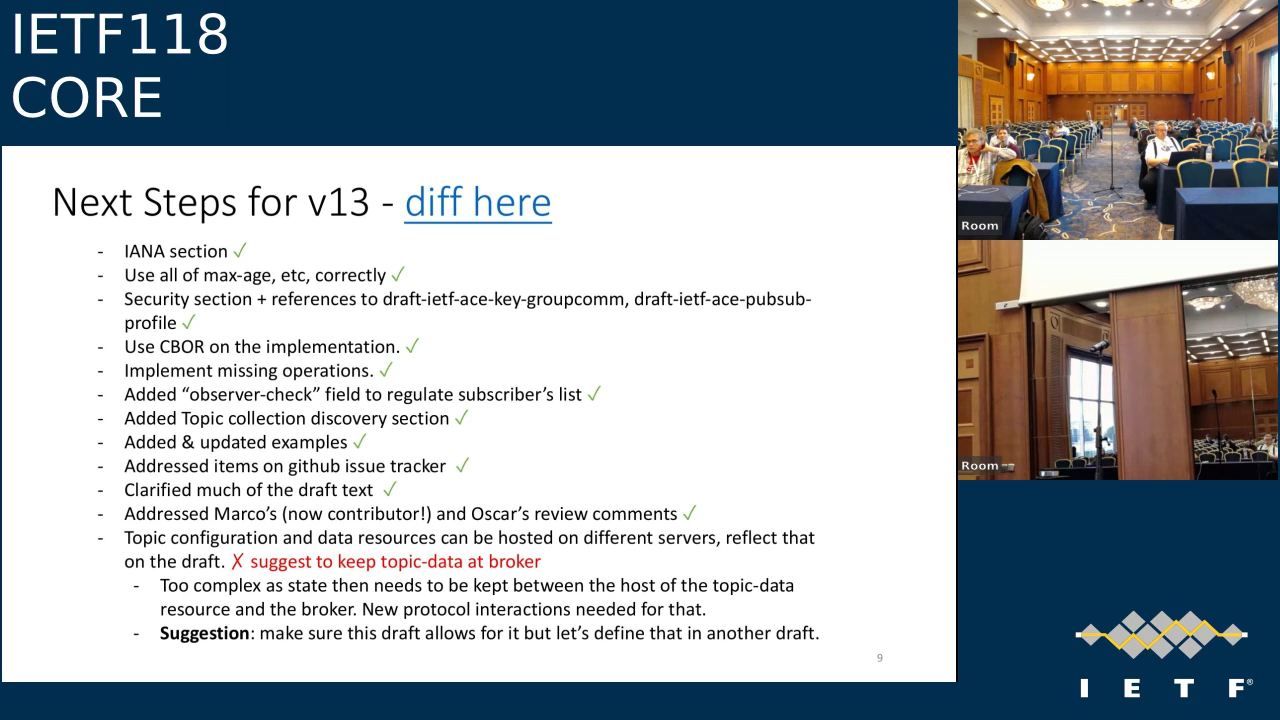 IETF118
CORE
Next Steps for v13 - diff here
- IANA section ✓
- Use all of max-age, etc, correctly ✓
- Security section + references to draft-ietf-ace-key-groupcomm, draft-ietf-ace-pubsub-
profile ✓
- Use CBOR on the implementation. ✓
- Implement missing operations. ✓
- Added “observer-check” field to regulate subscriber’s list ✓
- Added Topic collection discovery section ✓
- Added & updated examples ✓
- Addressed items on github issue tracker ✓
- Clarified much of the draft text ✓
- Addressed Marco’s (now contributor!) and Oscar’s review comments ✓
- Topic configuration and data resources can be hosted on different servers, reflect that
on the draft. ✗ suggest to keep topic-data at broker
- Too complex as state then needs to be kept between the host of the topic-data
resource and the broker. New protocol interactions needed for that.
- Suggestion: make sure this draft allows for it but let’s define that in another draft.
9
Room
Room
I E T F®